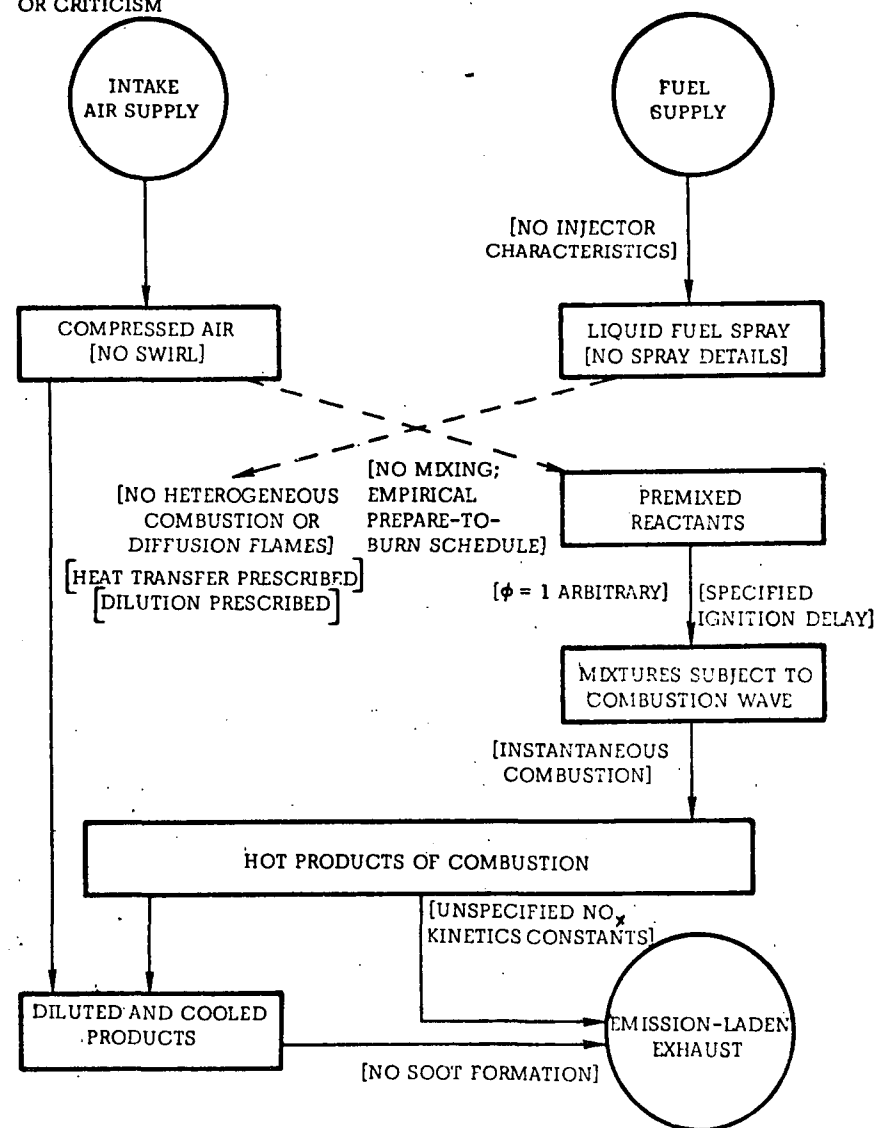 OR CRITICISM
INTAKE
AIR SUPPLY
FUEL
SUPPLY
[NO INJECTOR
CHARACTERISTICS]
COMPRESSED AIR
[NO SWIRL]
LIQUID FUEL SPRAY
[NO SPRAY DETAILS]
[NO HETEROGENEOUS
COMBUSTION OR
DIFFUSION FLAMES]
[HEAT TRANSFER PRESCRIBED]
[DILUTION PRESCRIBED]
[NO MIXING;
EMPIRICAL
PREPARE-TO-
BURN SCHEDULE]
PREMIXED
REACTANTS
[ϕ = 1 ARBITRARY]
[SPECIFIED
IGNITION DELAY]
MIXTURES SUBJECT TO
COMBUSTION WAVE
[INSTANTANEOUS
COMBUSTION]
HOT PRODUCTS OF COMBUSTION
[UNSPECIFIED NOx
KINETICS CONSTANTS]
DILUTED AND COOLED
PRODUCTS
EMISSION-LADEN
EXHAUST
[NO SOOT FORMATION]